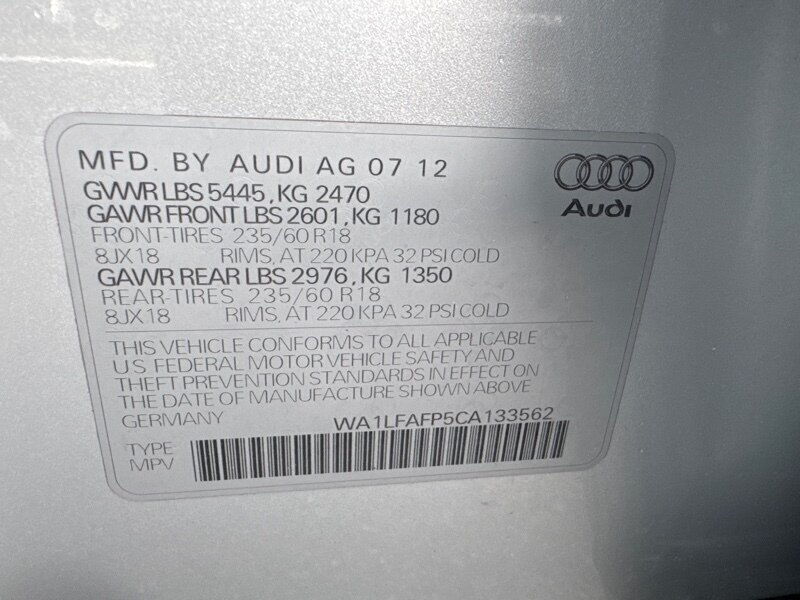 MFD. BY AUDI AG 07 12
GVWR LBS 5445, KG 2470
GAWR FRONT LBS 2601, KG 1180
FRONT-TIRES 235/60 R18
8JX18 RIMS, AT 220 KPA 32 PSI COLD
GAWR REAR LBS 2976, KG 1350
REAR-TIRES 235/60 R18
8JX18 RIMS, AT 220 KPA 32 PSI COLD
Audi
THIS VEHICLE CONFORMS TO ALL APPLICABLE
U S FEDERAL MOTOR VEHICLE SAFETY AND
THEFT PREVENTION STANDARDS IN EFFECT ON
THE DATE OF MANUFACTURE SHOWN ABOVE
GERMANY WA1LFAFP5CA133562
TYPE
MPV